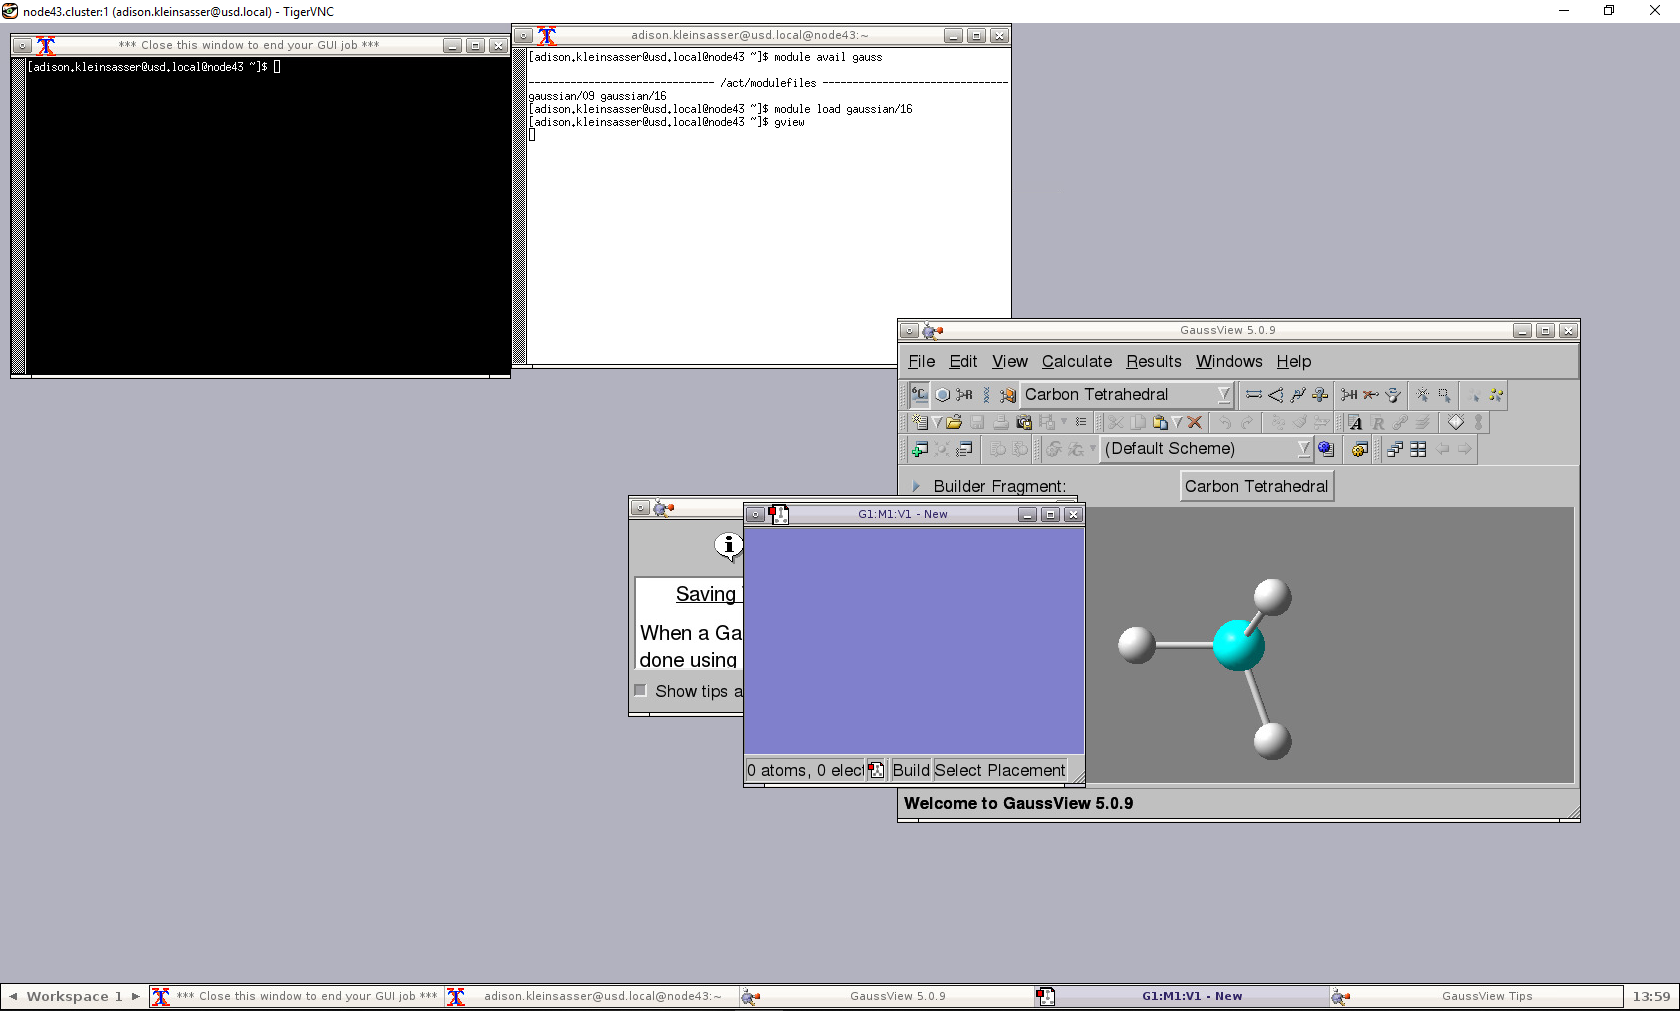 node43.cluster:1 (adison.kleinsasser@usd.local) - TigerVNC
*** Close this window to end your GUI job ***
[adison.kleinsasser@usd.local@node43 ~]$
adison.kleinsasser@usd.local@node43:~
[adison.kleinsasser@usd.local@node43 ~]$ module avail gauss
------------------------------- /act/modulefiles -------------------------------
gaussian/09 gaussian/16
[adison.kleinsasser@usd.local@node43 ~]$ module load gaussian/16
[adison.kleinsasser@usd.local@node43 ~]$ gview
GaussView 5.0.9
File Edit View Calculate Results Windows Help
6C R Carbon Tetrahedral H
A R
(Default Scheme)
Builder Fragment: Carbon Tetrahedral
Saving
When a Ga
done using
Show tips a
G1:M1:V1 - New
0 atoms, 0 elect Build Select Placement
Welcome to GaussView 5.0.9
Workspace 1 *** Close this window to end your GUI job *** adison.kleinsasser@usd.local@node43:~ GaussView 5.0.9 G1:M1:V1 - New GaussView Tips 13:59